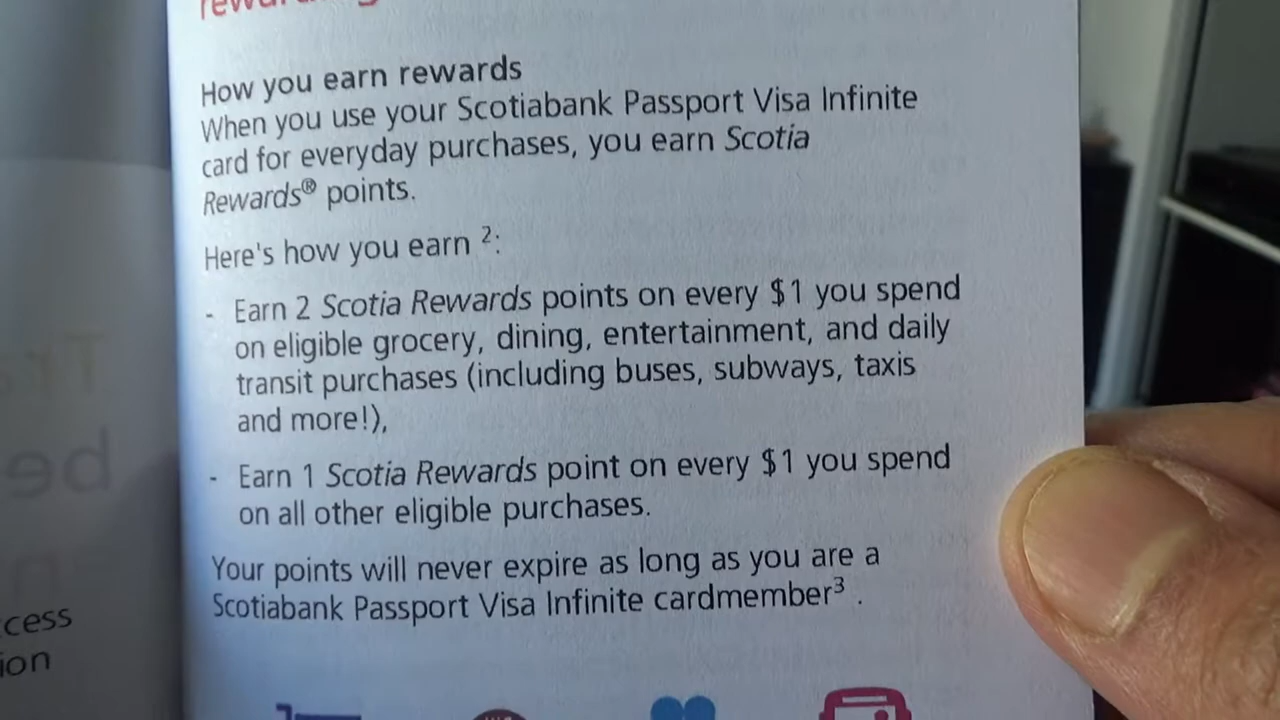 How you earn rewards
When you use your Scotiabank Passport Visa Infinite
card for everyday purchases, you earn Scotia
Rewards® points.
Here's how you earn ²:
- Earn 2 Scotia Rewards points on every $1 you spend
on eligible grocery, dining, entertainment, and daily
transit purchases (including buses, subways, taxis
and more!),
- Earn 1 Scotia Rewards point on every $1 you spend
on all other eligible purchases.
Your points will never expire as long as you are a
Scotiabank Passport Visa Infinite cardmember³ .